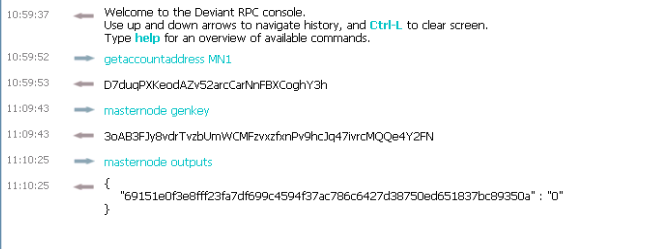 10:59:37 Welcome to the Deviant RPC console.
Use up and down arrows to navigate history, and Ctrl-L to clear screen.
Type help for an overview of available commands.
10:59:52 getaccountaddress MN1
10:59:53 D7duqPXKeodAZv52arcCarNnFBXCoghY3h
11:09:43 masternode genkey
11:09:43 3oAB3FJy8vdrTvzbUmWCMFzvxzfxnPv9hcJq47ivrcMQQe4Y2FN
11:10:25 masternode outputs
11:10:25 {
"69151e0f3e8fff23fa7df699c4594f37ac786c6427d38750ed651837bc89350a" : "0"
}